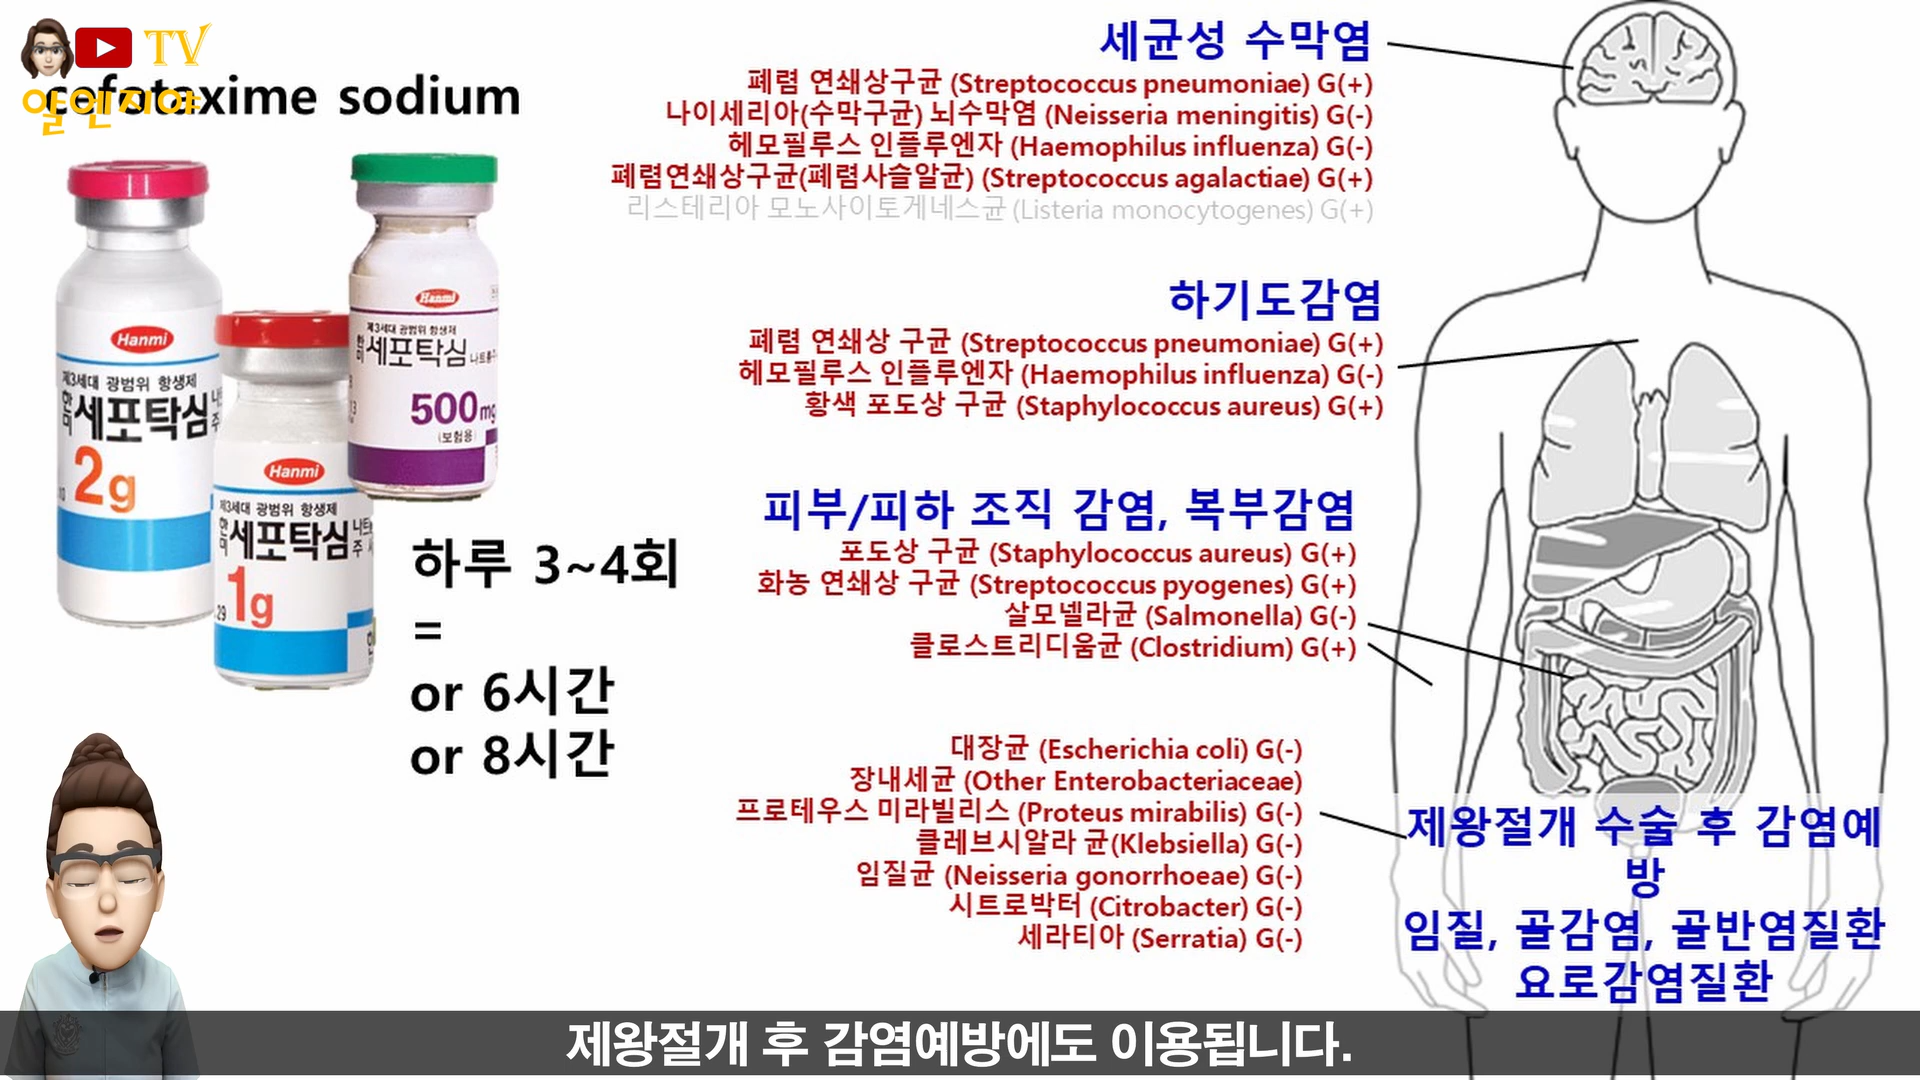 TV
알엔지야
cefotaxime sodium
Hanmi
제3세대 광범위 항생제
한미 세포탁심
2g
Hanmi
제3세대 광범위 항생제
한미 세포탁심
1g
Hanmi
제3세대 광범위 항생제
한미 세포탁심
500mg
(보험용)
하루 3~4회
=
or 6시간
or 8시간
세균성 수막염
폐렴 연쇄상구균 (Streptococcus pneumoniae) G(+)
나이세리아(수막구균) 뇌수막염 (Neisseria meningitis) G(-)
헤모필루스 인플루엔자 (Haemophilus influenza) G(-)
폐렴연쇄상구균(폐렴사슬알균) (Streptococcus agalactiae) G(+)
리스테리아 모노사이토게네스균 (Listeria monocytogenes) G(+)
하기도감염
폐렴 연쇄상 구균 (Streptococcus pneumoniae) G(+)
헤모필루스 인플루엔자 (Haemophilus influenza) G(-)
황색 포도상 구균 (Staphylococcus aureus) G(+)
피부/피하 조직 감염, 복부감염
포도상 구균 (Staphylococcus aureus) G(+)
화농 연쇄상 구균 (Streptococcus pyogenes) G(+)
살모넬라균 (Salmonella) G(-)
클로스트리디움균 (Clostridium) G(+)
대장균 (Escherichia coli) G(-)
장내세균 (Other Enterobacteriaceae)
프로테우스 미라빌리스 (Proteus mirabilis) G(-)
클레브시알라 균(Klebsiella) G(-)
임질균 (Neisseria gonorrhoeae) G(-)
시트로박터 (Citrobacter) G(-)
세라티아 (Serratia) G(-)
제왕절개 수술 후 감염예
방
임질, 골감염, 골반염질환
요로감염질환
제왕절개 후 감염예방에도 이용됩니다.